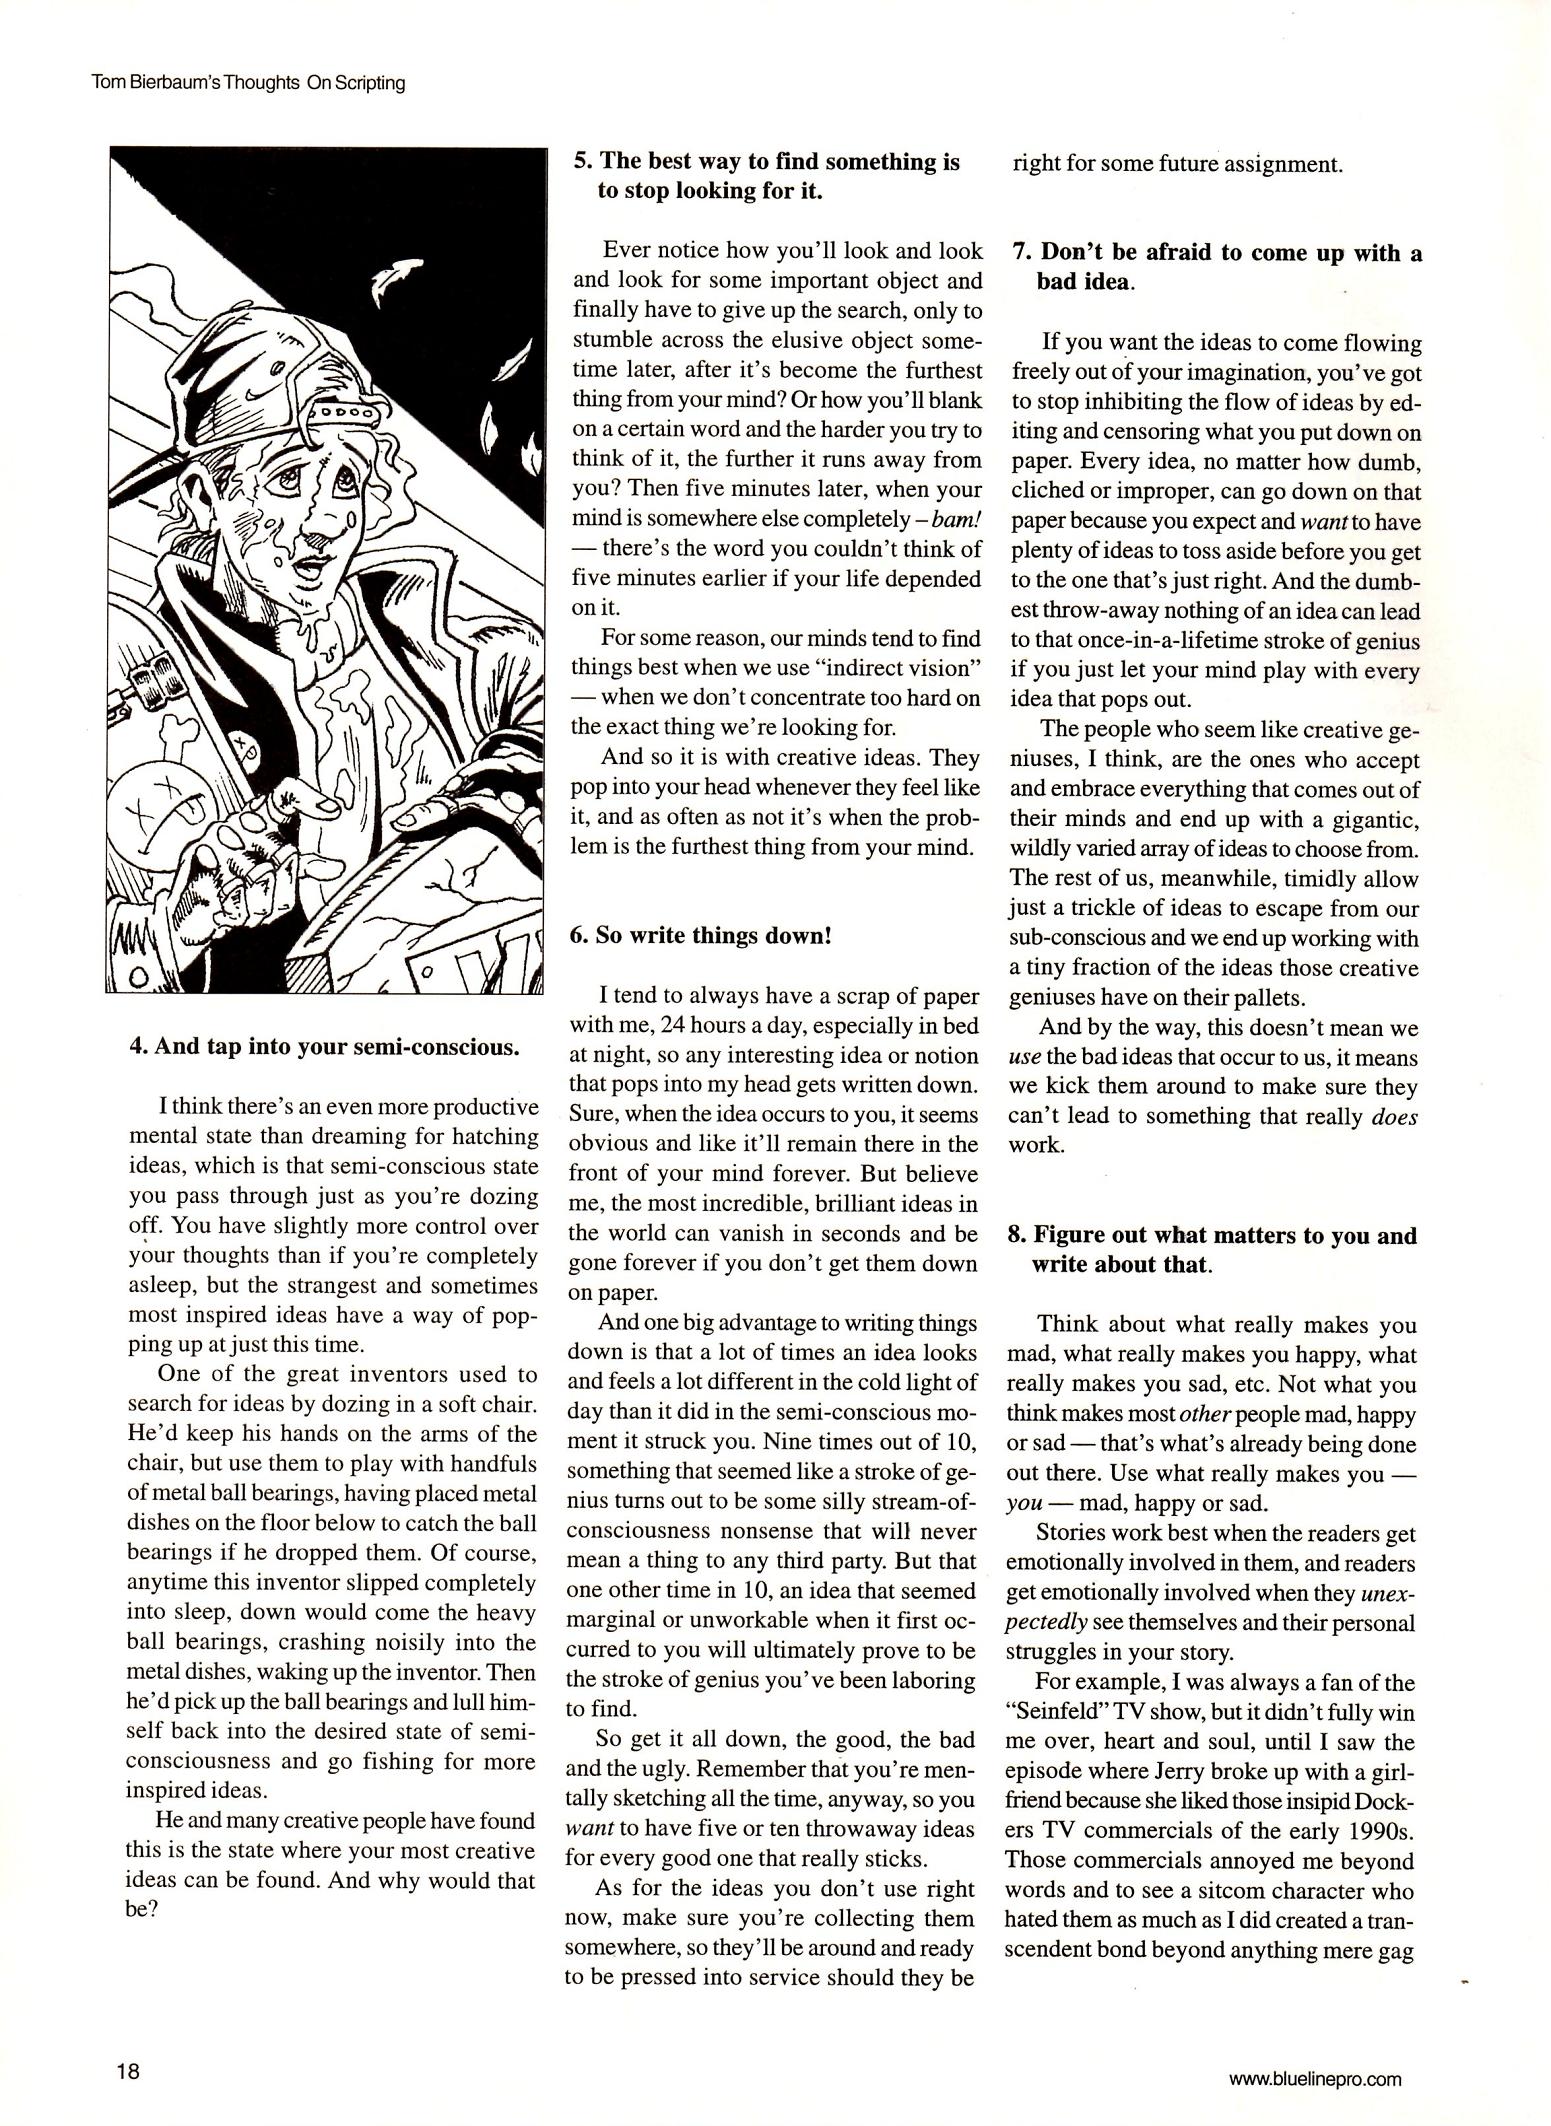 Tom Bierbaum's Thoughts On Scripting
4. And tap into your semi-conscious.
I think there's an even more productive
mental state than dreaming for hatching
ideas, which is that semi-conscious state
you pass through just as you're dozing
off. You have slightly more control over
your thoughts than if you're completely
asleep, but the strangest and sometimes
most inspired ideas have a way of pop-
ping up at just this time.
One of the great inventors used to
search for ideas by dozing in a soft chair.
He'd keep his hands on the arms of the
chair, but use them to play with handfuls
of metal ball bearings, having placed metal
dishes on the floor below to catch the ball
bearings if he dropped them. Of course,
anytime this inventor slipped completely
into sleep, down would come the heavy
ball bearings, crashing noisily into the
metal dishes, waking up the inventor. Then
he'd pick up the ball bearings and lull him-
self back into the desired state of semi-
consciousness and go fishing for more
inspired ideas.
He and many creative people have found
this is the state where your most creative
ideas can be found. And why would that
be?
5. The best way to find something is
to stop looking for it.
Ever notice how you'll look and look
and look for some important object and
finally have to give up the search, only to
stumble across the elusive object some-
time later, after it's become the furthest
thing from your mind? Or how you'll blank
on a certain word and the harder you try to
think of it, the further it runs away from
you? Then five minutes later, when your
mind is somewhere else completely – bam!
— there's the word you couldn't think of
five minutes earlier if your life depended
on it.
For some reason, our minds tend to find
things best when we use “indirect vision”
— when we don't concentrate too hard on
the exact thing we're looking for.
And so it is with creative ideas. They
pop into your head whenever they feel like
it, and as often as not it's when the prob-
lem is the furthest thing from your mind.
6. So write things down!
I tend to always have a scrap of paper
with me, 24 hours a day, especially in bed
at night, so any interesting idea or notion
that pops into my head gets written down.
Sure, when the idea occurs to you, it seems
obvious and like it'll remain there in the
front of your mind forever. But believe
me, the most incredible, brilliant ideas in
the world can vanish in seconds and be
gone forever if you don't get them down
on paper.
And one big advantage to writing things
down is that a lot of times an idea looks
and feels a lot different in the cold light of
day than it did in the semi-conscious mo-
ment it struck you. Nine times out of 10,
something that seemed like a stroke of ge-
nius turns out to be some silly stream-of-
consciousness nonsense that will never
mean a thing to any third party. But that
one other time in 10, an idea that seemed
marginal or unworkable when it first oc-
curred to you will ultimately prove to be
the stroke of genius you've been laboring
to find.
So get it all down, the good, the bad
and the ugly. Remember that you're men-
tally sketching all the time, anyway, so you
want to have five or ten throwaway ideas
for every good one that really sticks.
As for the ideas you don't use right
now, make sure you're collecting them
somewhere, so they'll be around and ready
to be pressed into service should they be
right for some future assignment.
7. Don't be afraid to come up with a
bad idea.
If you want the ideas to come flowing
freely out of your imagination, you've got
to stop inhibiting the flow of ideas by ed-
iting and censoring what you put down on
paper. Every idea, no matter how dumb,
cliched or improper, can go down on that
paper because you expect and want to have
plenty of ideas to toss aside before you get
to the one that's just right. And the dumb-
est throw-away nothing of an idea can lead
to that once-in-a-lifetime stroke of genius
if you just let your mind play with every
idea that pops out.
The people who seem like creative ge-
niuses, I think, are the ones who accept
and embrace everything that comes out of
their minds and end up with a gigantic,
wildly varied array of ideas to choose from.
The rest of us, meanwhile, timidly allow
just a trickle of ideas to escape from our
sub-conscious and we end up working with
a tiny fraction of the ideas those creative
geniuses have on their pallets.
And by the way, this doesn't mean we
use the bad ideas that occur to us, it means
we kick them around to make sure they
can't lead to something that really does
work.
8. Figure out what matters to you and
write about that.
Think about what really makes you
mad, what really makes you happy, what
really makes you sad, etc. Not what you
think makes most other people mad, happy
or sad — that's what's already being done
out there. Use what really makes you —
you — mad, happy or sad.
Stories work best when the readers get
emotionally involved in them, and readers
get emotionally involved when they unex-
pectedly see themselves and their personal
struggles in your story.
For example, I was always a fan of the
“Seinfeld” TV show, but it didn't fully win
me over, heart and soul, until I saw the
episode where Jerry broke up with a girl-
friend because she liked those insipid Dock-
ers TV commercials of the early 1990s.
Those commercials annoyed me beyond
words and to see a sitcom character who
hated them as much as I did created a tran-
scendent bond beyond anything mere gag
18
www.bluelinepro.com